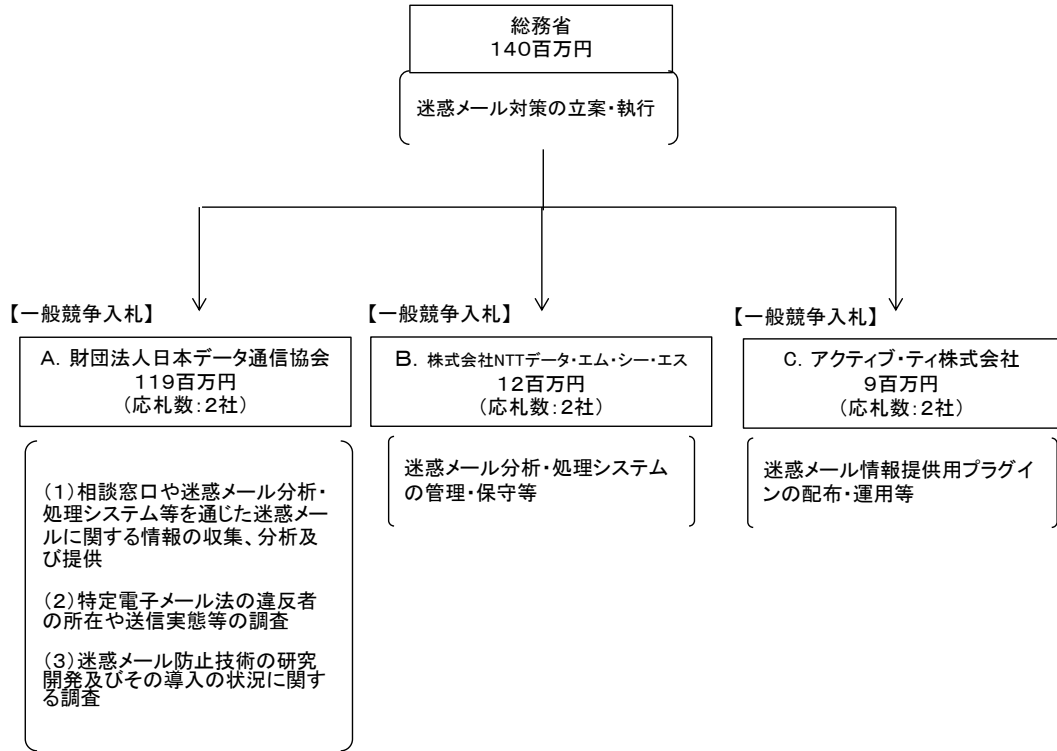 総務省
140百万円
迷惑メール対策の立案・執行
【一般競争入札】
A. 財団法人日本データ通信協会
119百万円
(応札数:2社)
(1)相談窓口や迷惑メール分析・
処理システム等を通じた迷惑メー
ルに関する情報の収集、分析及
び提供
(2)特定電子メール法の違反者
の所在や送信実態等の調査
(3)迷惑メール防止技術の研究
開発及びその導入の状況に関す
る調査
【一般競争入札】
B. 株式会社NTTデータ・エム・シー・エス
12百万円
(応札数:2社)
迷惑メール分析・処理システム
の管理・保守等
【一般競争入札】
C. アクティブ・ティ株式会社
9百万円
(応札数:2社)
迷惑メール情報提供用プラグイ
ンの配布・運用等